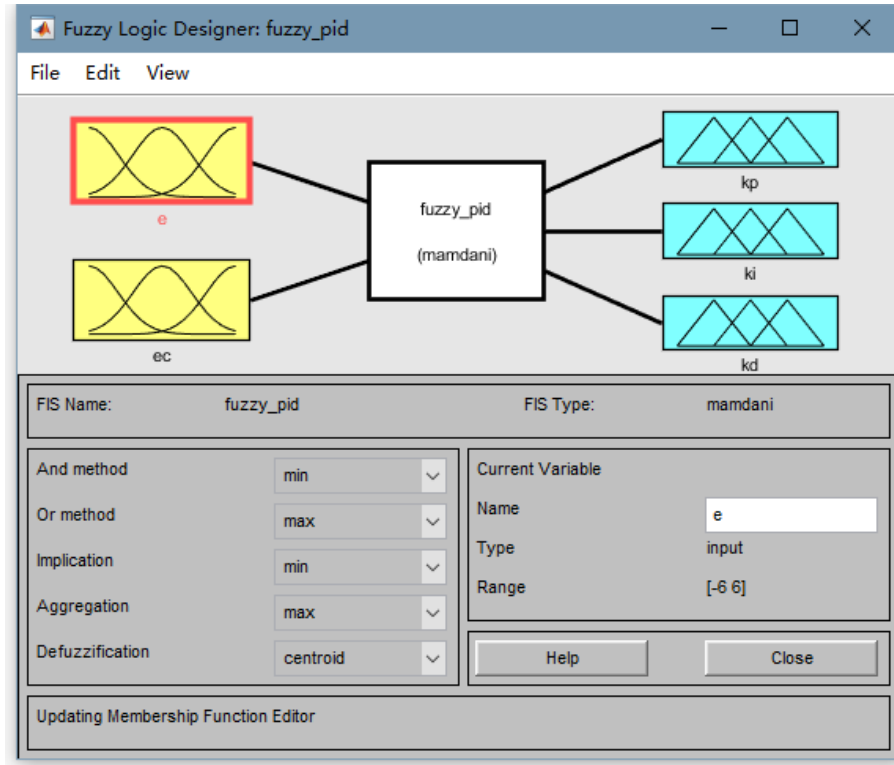 Fuzzy Logic Designer: fuzzy_pid
File Edit View
e
ec
fuzzy_pid
(mamdani)
kp
ki
kd
FIS Name: fuzzy_pid FIS Type: mamdani
And method min
Or method max
Implication min
Aggregation max
Defuzzification centroid
Current Variable
Name e
Type input
Range [-6 6]
Help Close
Updating Membership Function Editor